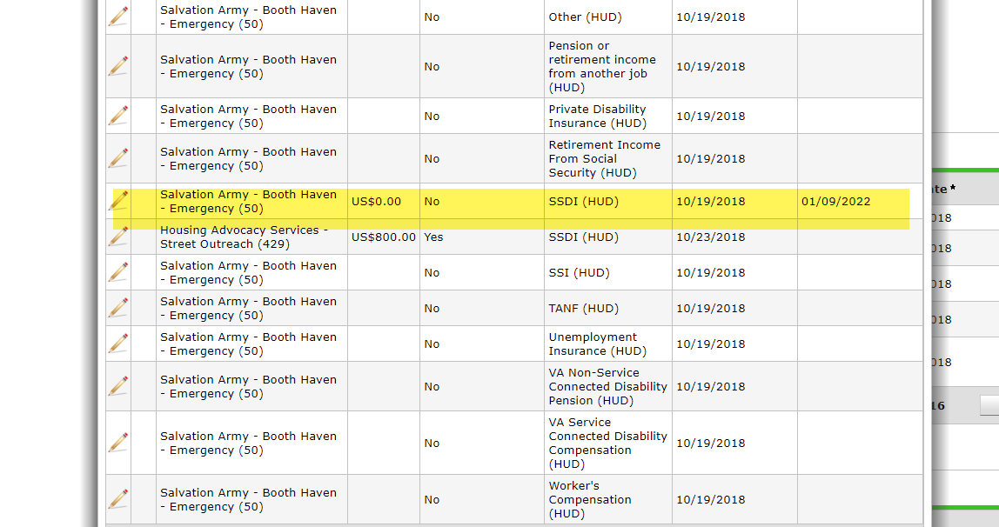 Salvation Army - Booth Haven
- Emergency (50)
No
Other (HUD)
10/19/2018
Salvation Army - Booth Haven
- Emergency (50)
No
Pension or
retirement income
from another job
(HUD)
10/19/2018
Salvation Army - Booth Haven
- Emergency (50)
No
Private Disability
Insurance (HUD)
10/19/2018
Salvation Army - Booth Haven
- Emergency (50)
No
Retirement Income
From Social
Security (HUD)
10/19/2018
Salvation Army - Booth Haven
- Emergency (50)
US$0.00
No
SSDI (HUD)
10/19/2018
01/09/2022
Housing Advocacy Services -
Street Outreach (429)
US$800.00
Yes
SSDI (HUD)
10/23/2018
Salvation Army - Booth Haven
- Emergency (50)
No
SSI (HUD)
10/19/2018
Salvation Army - Booth Haven
- Emergency (50)
No
TANF (HUD)
10/19/2018
Salvation Army - Booth Haven
- Emergency (50)
No
Unemployment
Insurance (HUD)
10/19/2018
Salvation Army - Booth Haven
- Emergency (50)
No
VA Non-Service
Connected Disability
Pension (HUD)
10/19/2018
Salvation Army - Booth Haven
- Emergency (50)
No
VA Service
Connected Disability
Compensation
(HUD)
10/19/2018
Salvation Army - Booth Haven
- Emergency (50)
No
Worker's
Compensation
(HUD)
10/19/2018
ate *
018
018
018
018
018
16